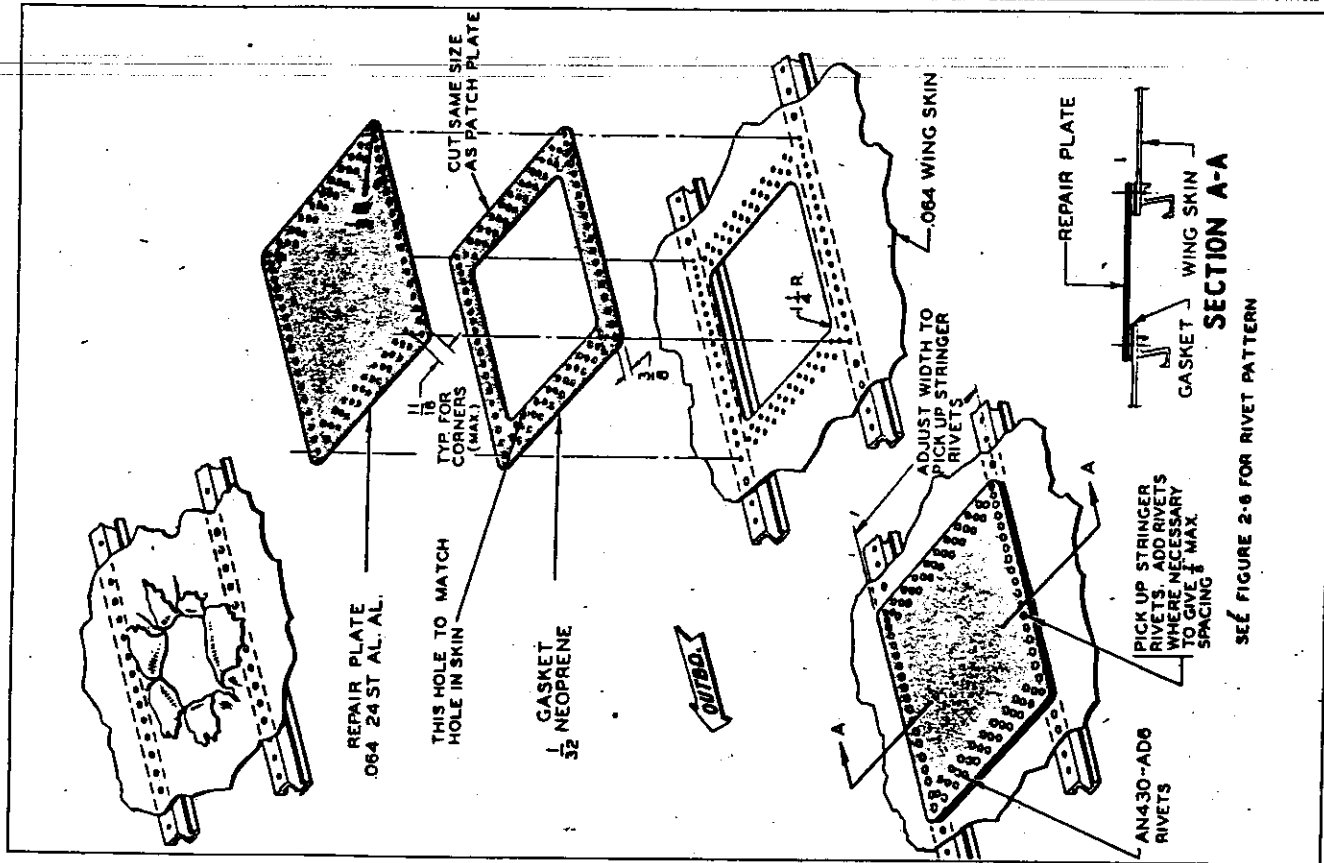 REPAIR PLATE
.064 24 ST AL. AL.
THIS HOLE TO MATCH
HOLE IN SKIN
GASKET
1/32 NEOPRENE
11/16
TYP. FOR
CORNERS
(MAX.)
CUT SAME SIZE
AS PATCH PLATE
3/8
1 1/4 R.
.064 WING SKIN
OUTBD.
ADJUST WIDTH TO
PICK UP STRINGER
RIVETS
A
A
AN430-AD6
RIVETS
PICK UP STRINGER
RIVETS. ADD RIVETS
WHERE NECESSARY
TO GIVE MAX.
SPACING
REPAIR PLATE
GASKET
WING SKIN
SECTION A-A
SEE FIGURE 2-6 FOR RIVET PATTERN